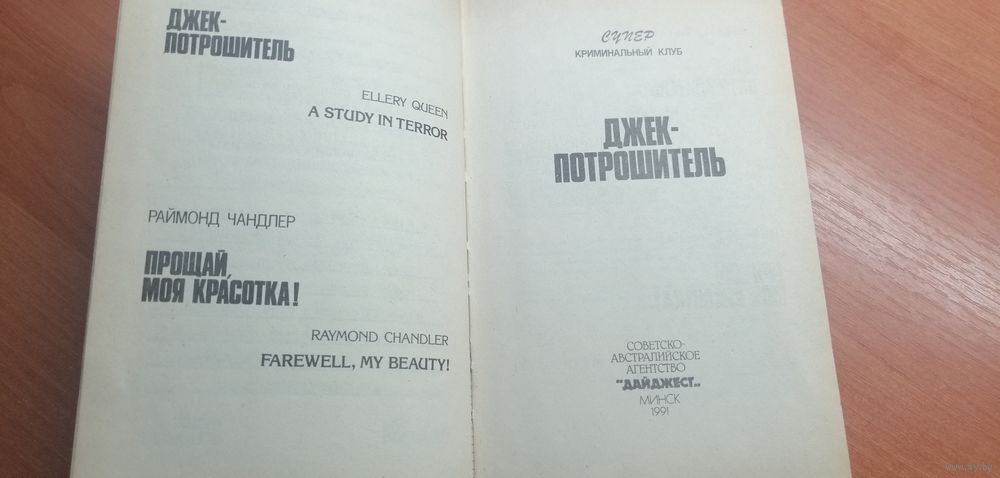 ДЖЕК-
ПОТРОШИТЕЛЬ
ELLERY QUEEN
A STUDY IN TERROR
РАЙМОНД ЧАНДЛЕР
ПРОЩАЙ,
МОЯ КРАСОТКА!
RAYMOND CHANDLER
FAREWELL, MY BEAUTY!
СУПЕР
КРИМИНАЛЬНЫЙ КЛУБ
ДЖЕК-
ПОТРОШИТЕЛЬ
СОВЕТСКО-
АВСТРАЛИЙСКОЕ
АГЕНТСТВО
"ДАЙДЖЕСТ"
МИНСК
1991